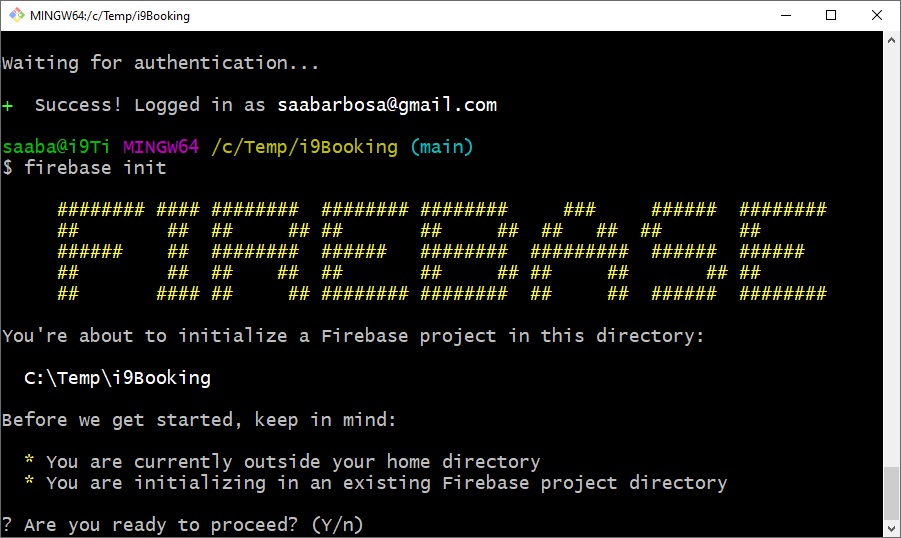 MINGW64:/c/Temp/i9Booking
Waiting for authentication...
+  Success! Logged in as saabarbosa@gmail.com
saaba@i9Ti MINGW64 /c/Temp/i9Booking (main)
$ firebase init
     ######## #### ########  ######## ########     ###     ######  ########
     ##        ##  ##     ## ##       ##     ##  ##   ##  ##       ##
     ######    ##  ########  ######   ########  #########  ######  ######
     ##        ##  ##    ##  ##       ##     ## ##     ##       ## ##
     ##       #### ##     ## ######## ########  ##     ##  ######  ########
You're about to initialize a Firebase project in this directory:
  C:\Temp\i9Booking
Before we get started, keep in mind:
  * You are currently outside your home directory
  * You are initializing in an existing Firebase project directory
? Are you ready to proceed? (Y/n)